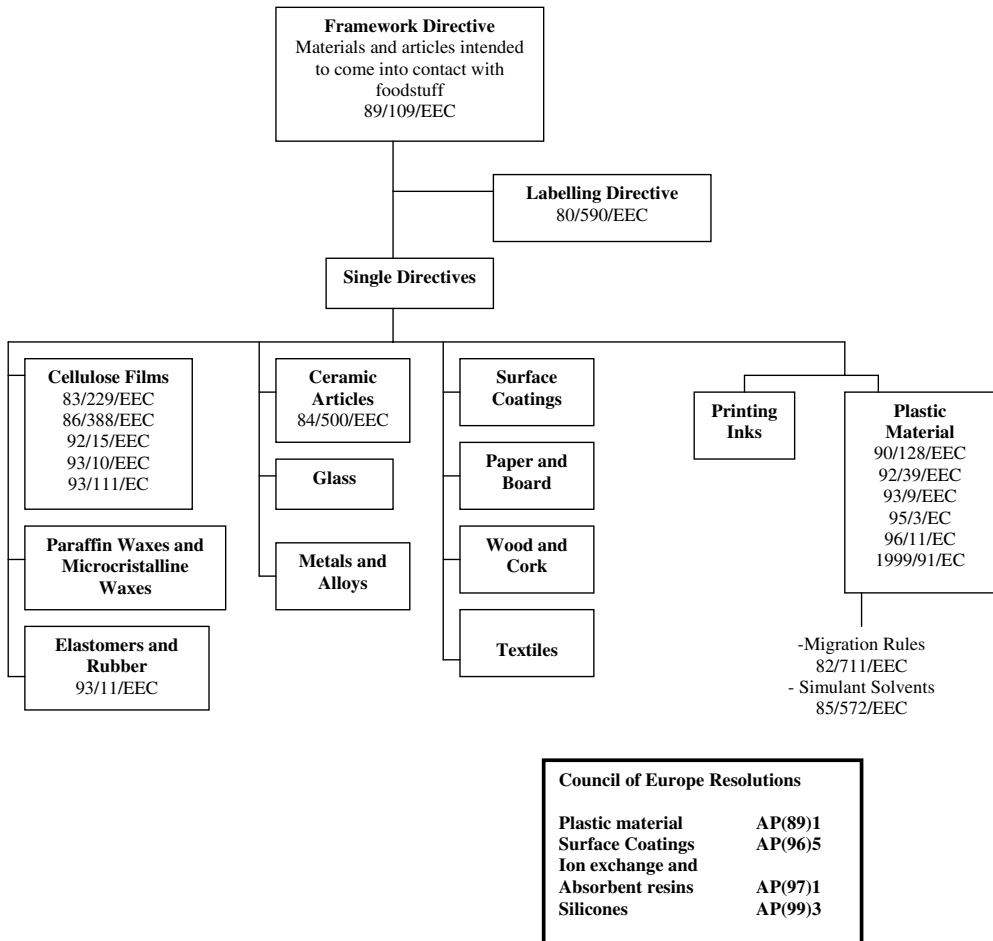 Framework Directive
Materials and articles intended
to come into contact with
foodstuff
89/109/EEC
Labelling Directive
80/590/EEC
Single Directives
Cellulose Films
83/229/EEC
86/388/EEC
92/15/EEC
93/10/EEC
93/111/EC
Paraffin Waxes and
Microcristalline
Waxes
Elastomers and
Rubber
93/11/EEC
Ceramic
Articles
84/500/EEC
Glass
Metals and
Alloys
Surface
Coatings
Paper and
Board
Wood and
Cork
Textiles
Printing
Inks
Plastic
Material
90/128/EEC
92/39/EEC
93/9/EEC
95/3/EC
96/11/EC
1999/91/EC
-Migration Rules
82/711/EEC
- Simulant Solvents
85/572/EEC
Council of Europe Resolutions
Plastic material AP(89)1
Surface Coatings AP(96)5
Ion exchange and
Absorbent resins AP(97)1
Silicones AP(99)3